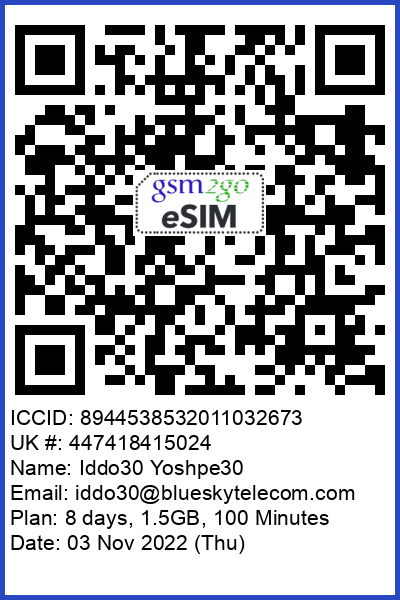 gsm2go
eSIM
ICCID: 8944538532011032673
UK #: 447418415024
Name: Iddo30 Yoshpe30
Email: iddo30@blueskytelecom.com
Plan: 8 days, 1.5GB, 100 Minutes
Date: 03 Nov 2022 (Thu)